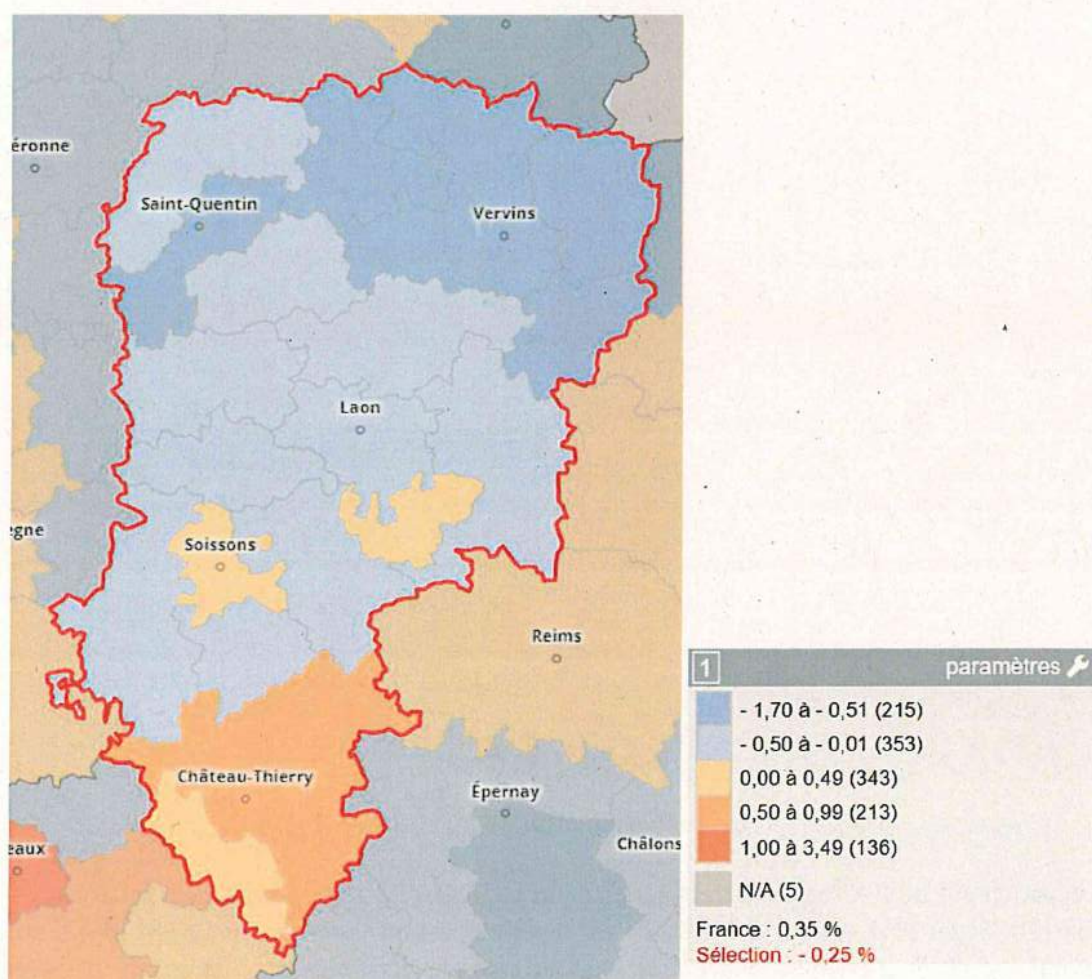 éronne
Saint-Quentin
Vervins
Laon
egne
Soissons
Reims
Château-Thierry
Épernay
Châlons
eaux
1 paramètres
- 1,70 à - 0,51 (215)
- 0,50 à - 0,01 (353)
0,00 à 0,49 (343)
0,50 à 0,99 (213)
1,00 à 3,49 (136)
N/A (5)
France : 0,35 %
Sélection : - 0,25 %